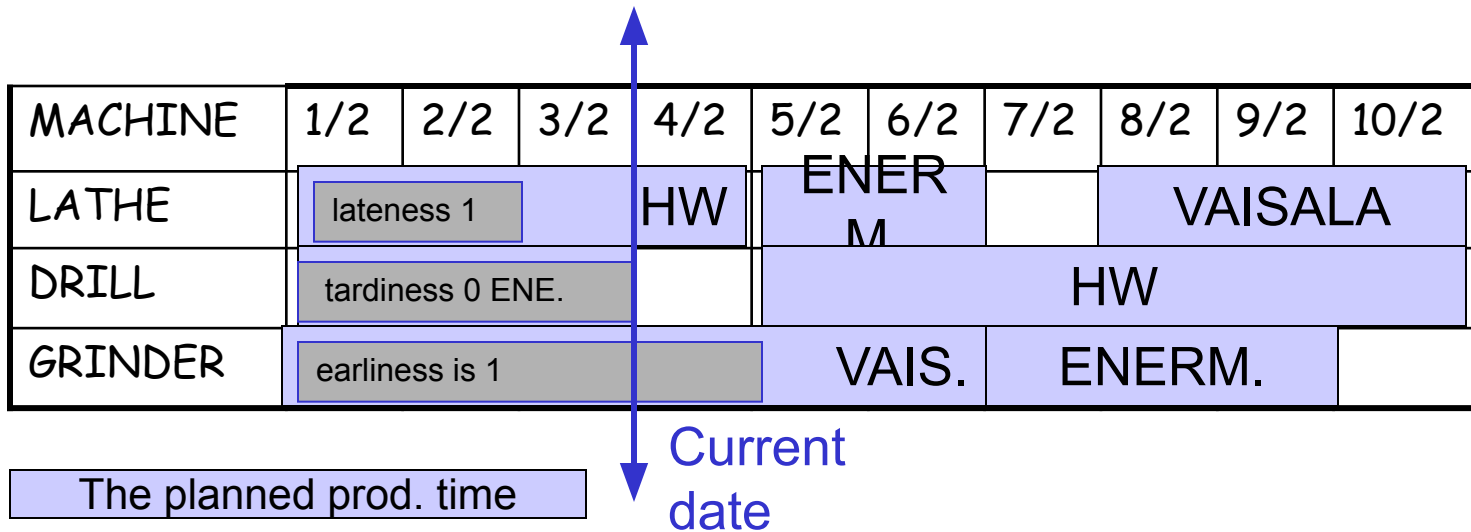 MACHINE 1/2 2/2 3/2 4/2 5/2 6/2 7/2 8/2 9/2 10/2
LATHE lateness 1 HW ENER
M VAISALA
DRILL tardiness 0 ENE. HW
GRINDER earliness is 1 VAIS. ENERM.
Current
date
The planned prod. time